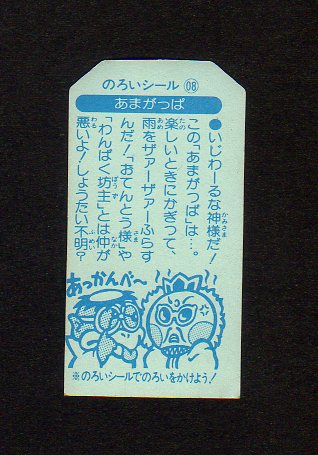 のろいシール 08
あまがっぱ
●いじわーるな神様だ!
この「あまがっぱ」は…。
楽しいときにかぎって、
雨をザァーザァーふらす
んだ!「おてんとう様」や
「わんぱく坊主」とは仲が
悪いよ!しょうたい不明?
あっかんべ〜
※のろいシールでのろいをかけよう!